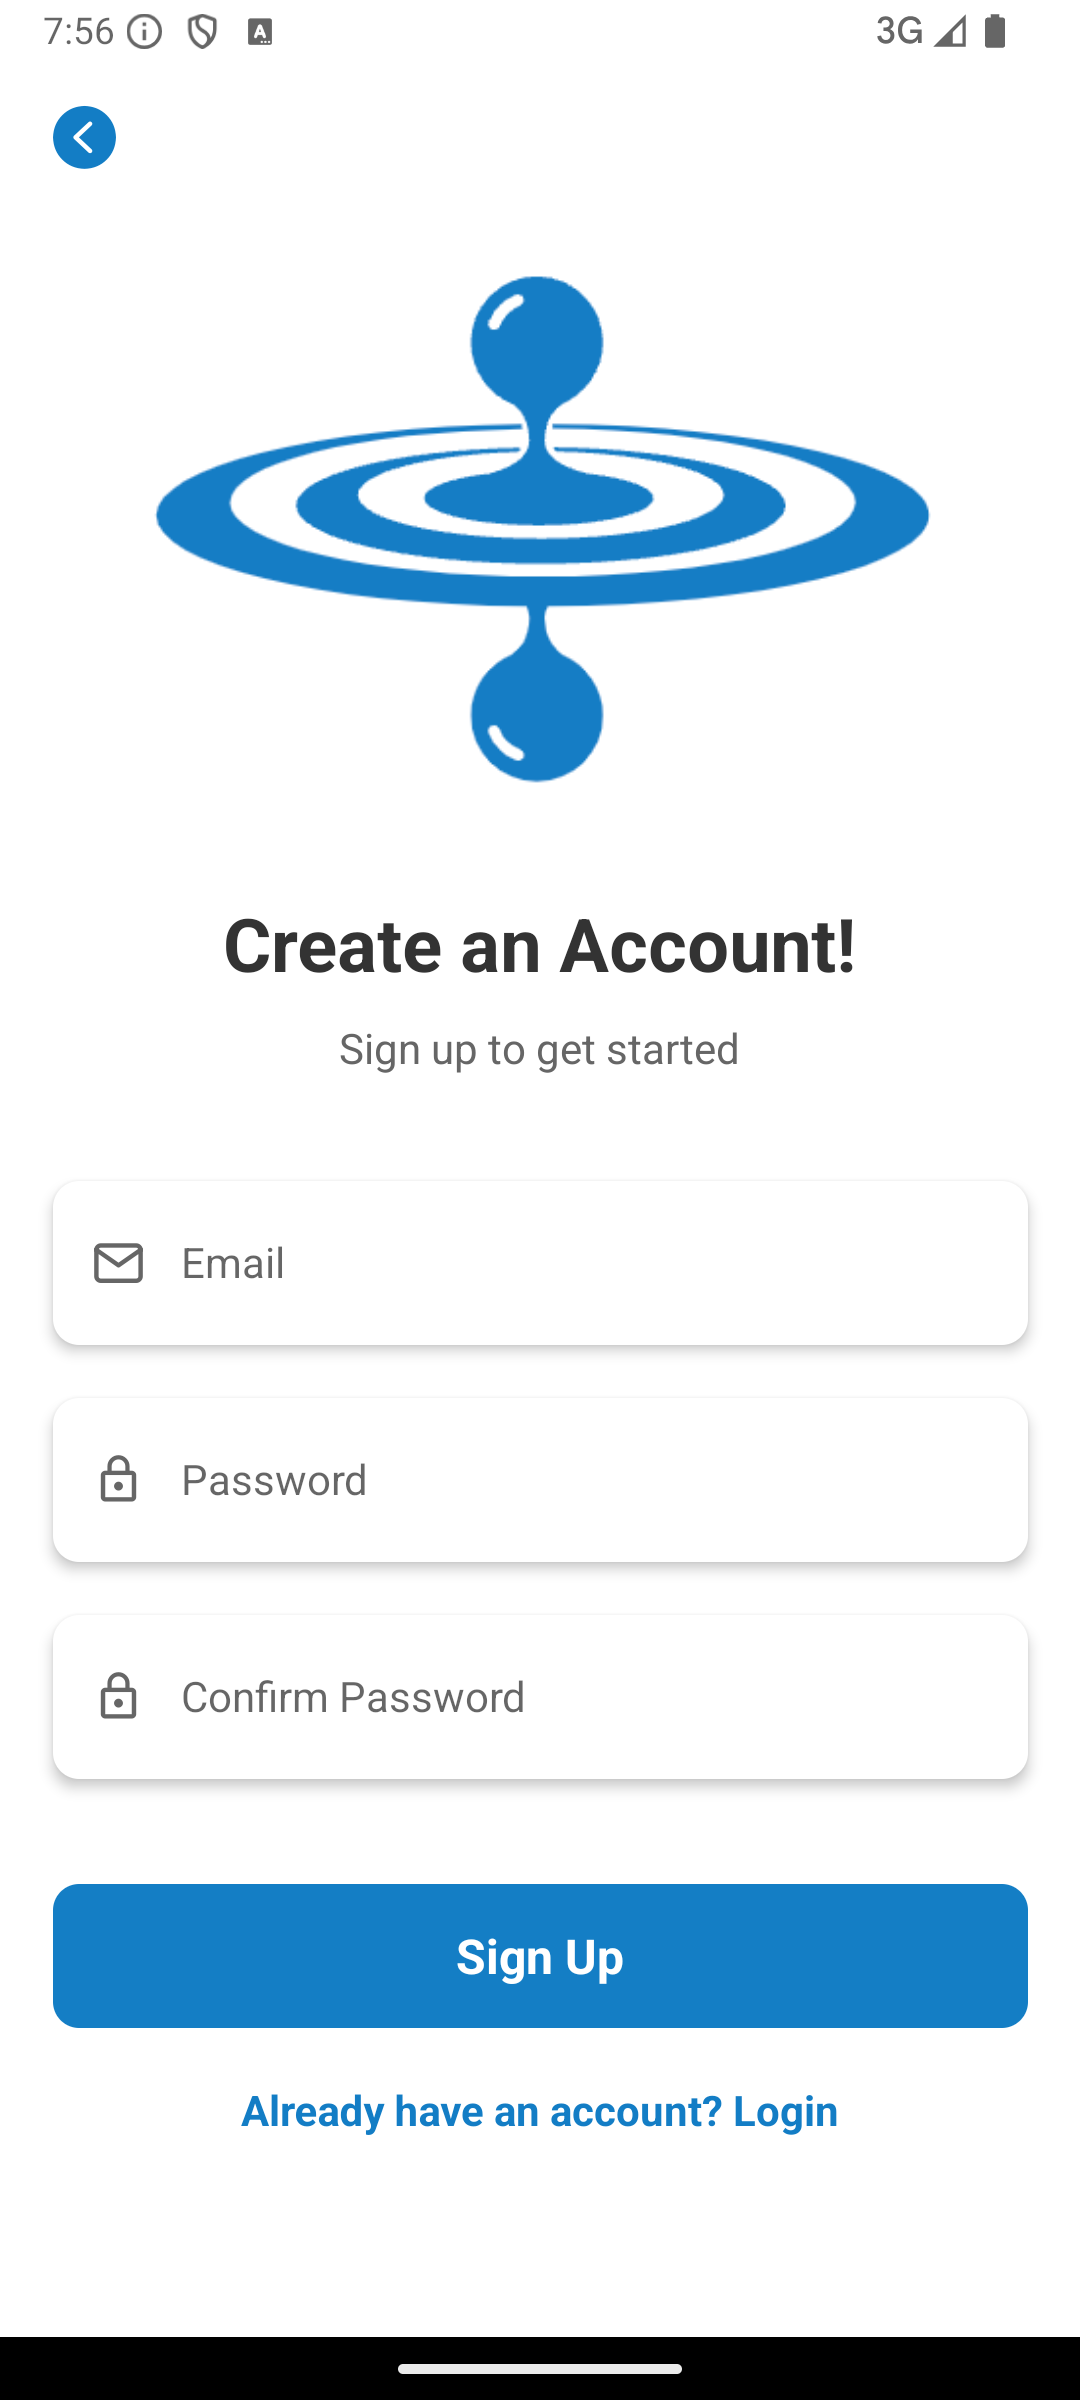 7:56
3G
Create an Account!
Sign up to get started
Email
Password
Confirm Password
Sign Up
Already have an account? Login